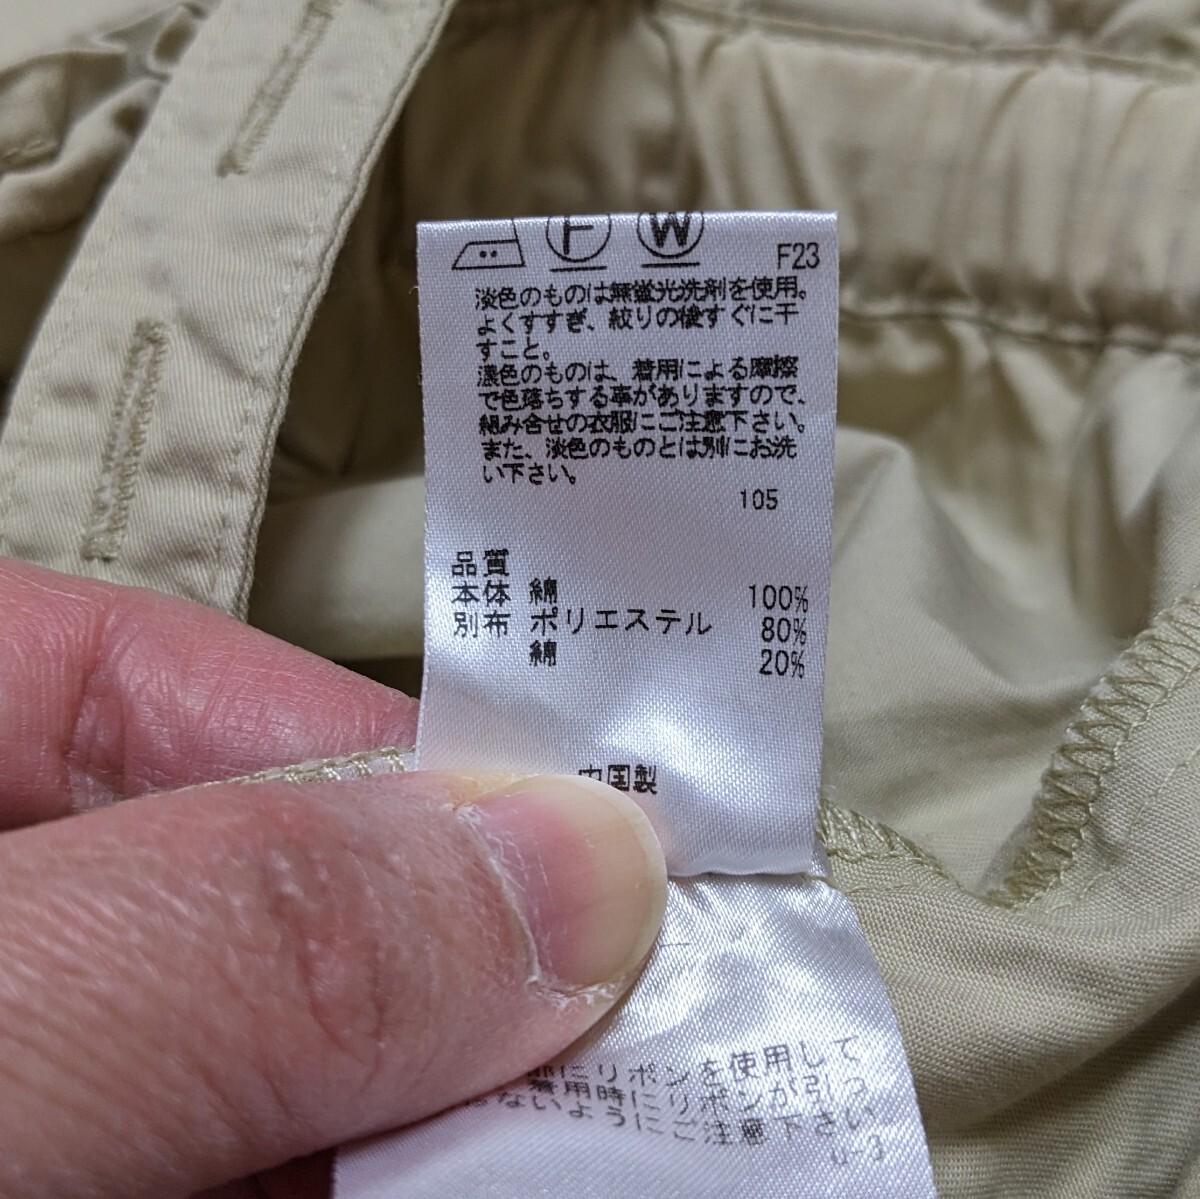 F W
F23
淡色のものは無蛍光洗剤を使用。
よくすすぎ、絞りの後すぐに干
すこと。
濃色のものは、着用による摩擦
で色落ちする事がありますので、
組み合せの衣服にご注意下さい。
また、淡色のものとは別にお洗
い下さい。
105
品質
本体 綿 100%
別布 ポリエステル 80%
綿 20%
中国製
部にリボンを使用して
着用時にリボンが引っ
ないようにご注意下さい
U-3